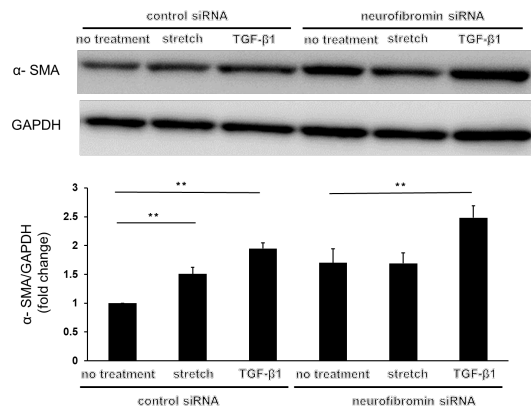 control siRNA neurofibromin siRNA
no treatment stretch TGF-β1 no treatment stretch TGF-β1
α- SMA
GAPDH
α- SMA/GAPDH
(fold change)
3
2.5
2
1.5
1
0.5
0
** ** **
no treatment stretch TGF-β1 no treatment stretch TGF-β1
control siRNA neurofibromin siRNA